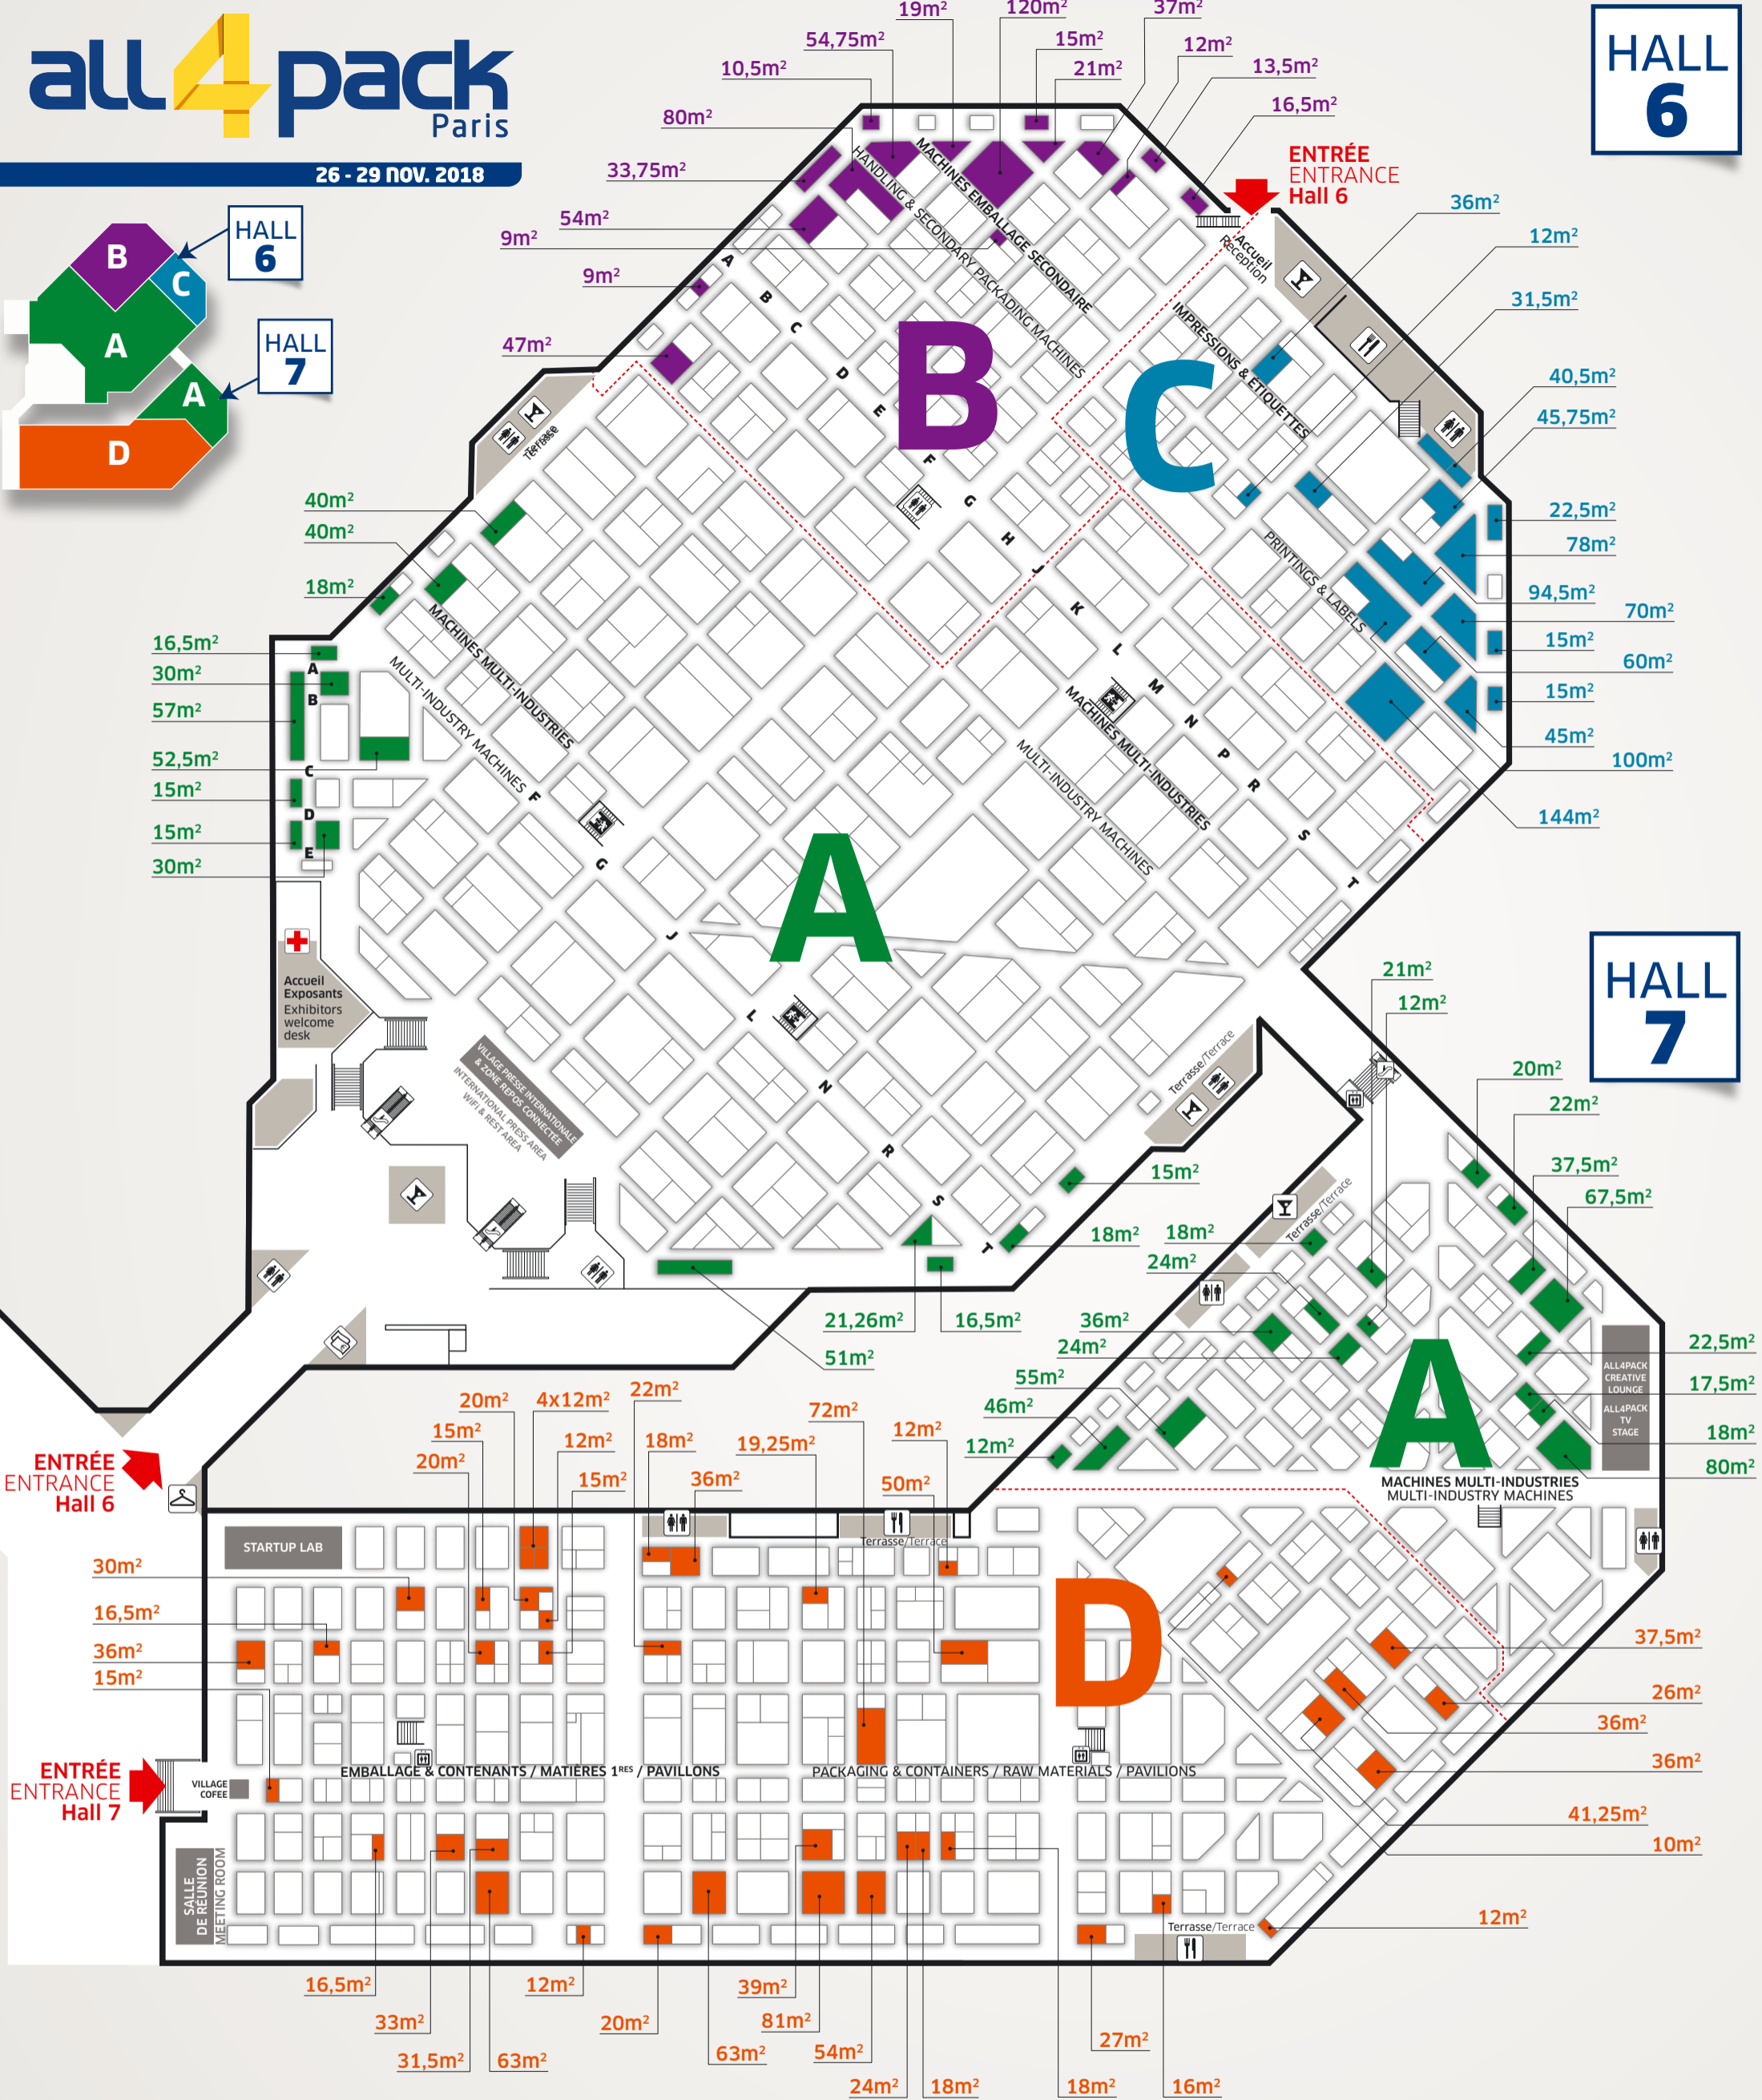 all4pack
Paris
26 - 29 nov. 2018
HALL
6
HALL
7
B
C
A
A
D
HALL
6
19m²
120m²
37m²
54,75m²
15m²
12m²
10,5m²
21m²
13,5m²
80m²
16,5m²
33,75m²
54m²
9m²
9m²
47m²
ENTRÉE
ENTRANCE
Hall 6
Accueil
Reception
MACHINES EMBALLAGE SECONDAIRE
HANDLING & SECONDARY PACKADING MACHINES
IMPRESSIONS & ETIQUETTES
PRINTINGS & LABELS
36m²
12m²
31,5m²
40,5m²
45,75m²
22,5m²
78m²
94,5m²
70m²
15m²
60m²
15m²
45m²
100m²
144m²
A
B
C
D
E
F
G
H
J
K
L
M
N
P
R
S
T
B
C
Terrasse
40m²
40m²
18m²
16,5m²
30m²
57m²
52,5m²
15m²
15m²
30m²
A
B
C
D
E
MACHINES MULTI-INDUSTRIES
MULTI-INDUSTRY MACHINES
MACHINES MULTI-INDUSTRIES
MULTI-INDUSTRY MACHINES
F
G
J
L
N
R
S
T
A
Accueil
Exposants
Exhibitors
welcome
desk
VILLAGE PRESSE INTERNATIONALE
& ZONE REPOS CONNECTÉE
INTERNATIONAL PRESS AREA
WiFi & REST AREA
Terrasse/Terrace
15m²
18m²
21,26m²
16,5m²
51m²
HALL
7
21m²
12m²
20m²
22m²
37,5m²
67,5m²
18m²
24m²
36m²
24m²
55m²
46m²
12m²
22,5m²
17,5m²
18m²
80m²
Terrasse/Terrace
A
ALL4PACK
CREATIVE
LOUNGE
ALL4PACK
TV
STAGE
MACHINES MULTI-INDUSTRIES
MULTI-INDUSTRY MACHINES
ENTRÉE
ENTRANCE
Hall 6
20m²
4x12m²
22m²
72m²
15m²
12m²
18m²
19,25m²
12m²
20m²
15m²
36m²
50m²
STARTUP LAB
Terrasse/Terrace
30m²
16,5m²
36m²
15m²
D
37,5m²
26m²
36m²
36m²
41,25m²
10m²
12m²
ENTRÉE
ENTRANCE
Hall 7
VILLAGE
COFEE
EMBALLAGE & CONTENANTS / MATIÈRES 1RES / PAVILLONS
PACKAGING & CONTAINERS / RAW MATERIALS / PAVILIONS
SALLE
DE RÉUNION
MEETING ROOM
Terrasse/Terrace
16,5m²
12m²
39m²
33m²
20m²
81m²
27m²
31,5m²
63m²
63m²
54m²
24m²
18m²
18m²
16m²